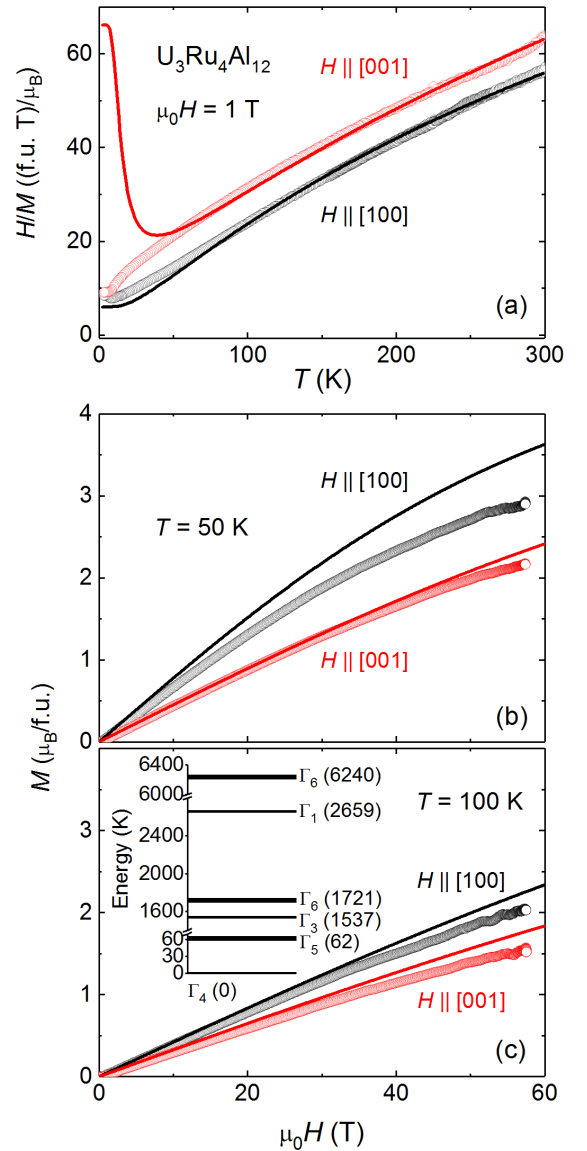 60
40
20
0
H/M ((f.u. T)/μ_B)
U₃Ru₄Al₁₂
μ₀H = 1 T
H || [001]
H || [100]
(a)
0 100 200 300
T (K)
4
3
2
1
0
T = 50 K
H || [100]
H || [001]
(b)
M (μ_B/f.u.)
3
2
1
0
T = 100 K
H || [100]
H || [001]
(c)
Energy (K)
6400
6000
2400
2000
1600
60
30
0
Γ₆ (6240)
Γ₁ (2659)
Γ₆ (1721)
Γ₃ (1537)
Γ₅ (62)
Γ₄ (0)
0 20 40 60
μ₀H (T)